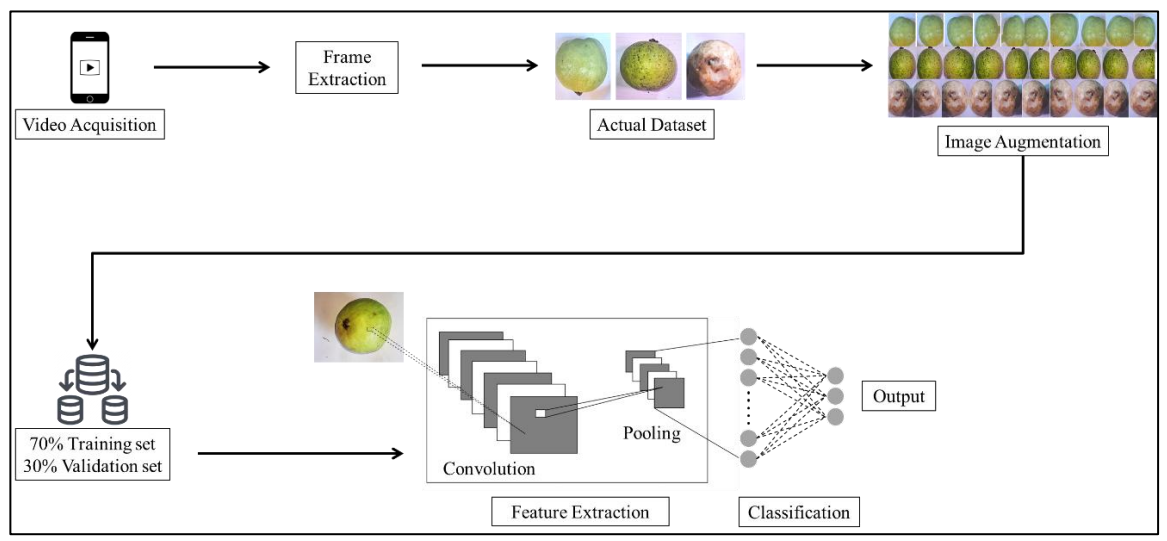 Video Acquisition
Frame
Extraction
Actual Dataset
Image Augmentation
70% Training set
30% Validation set
Convolution
Pooling
Feature Extraction
Classification
Output